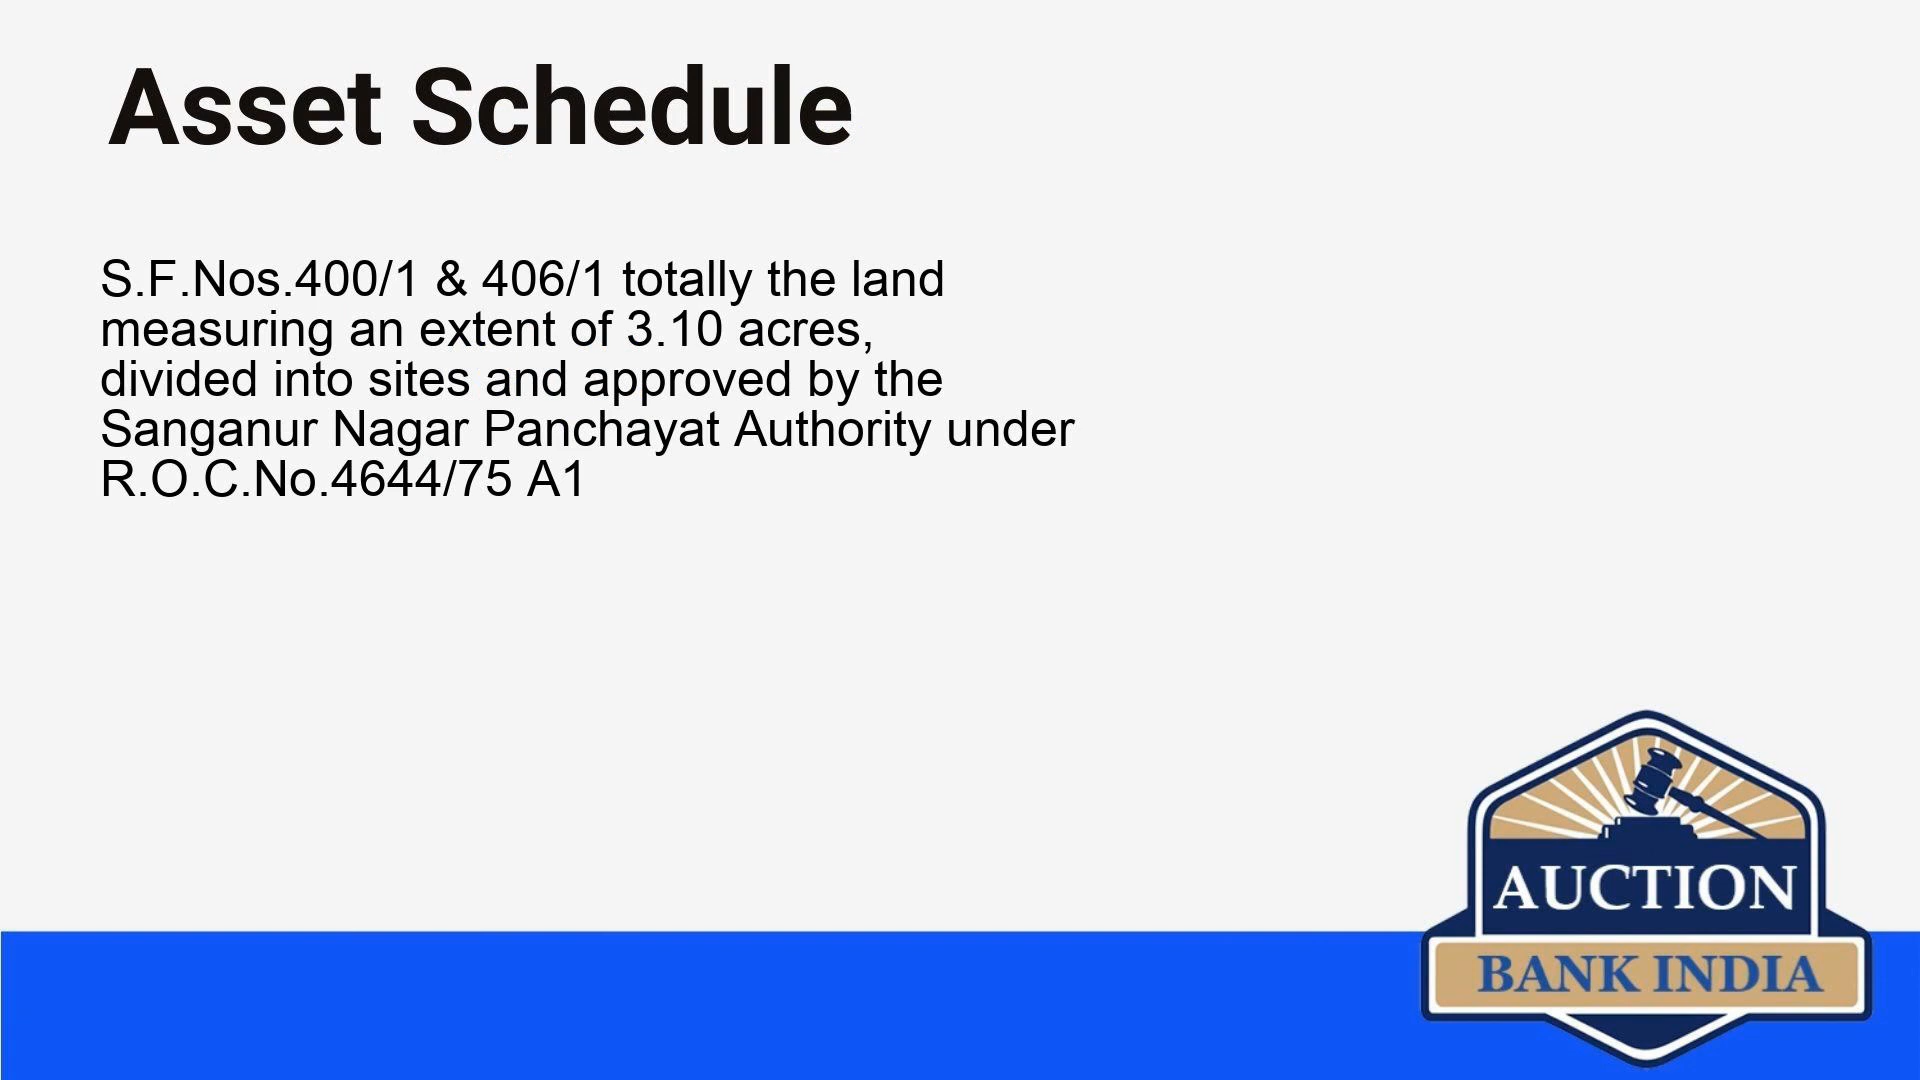 Asset Schedule
S.F.Nos.400/1 & 406/1 totally the land
measuring an extent of 3.10 acres,
divided into sites and approved by the
Sanganur Nagar Panchayat Authority under
R.O.C.No.4644/75 A1
AUCTION
BANK INDIA